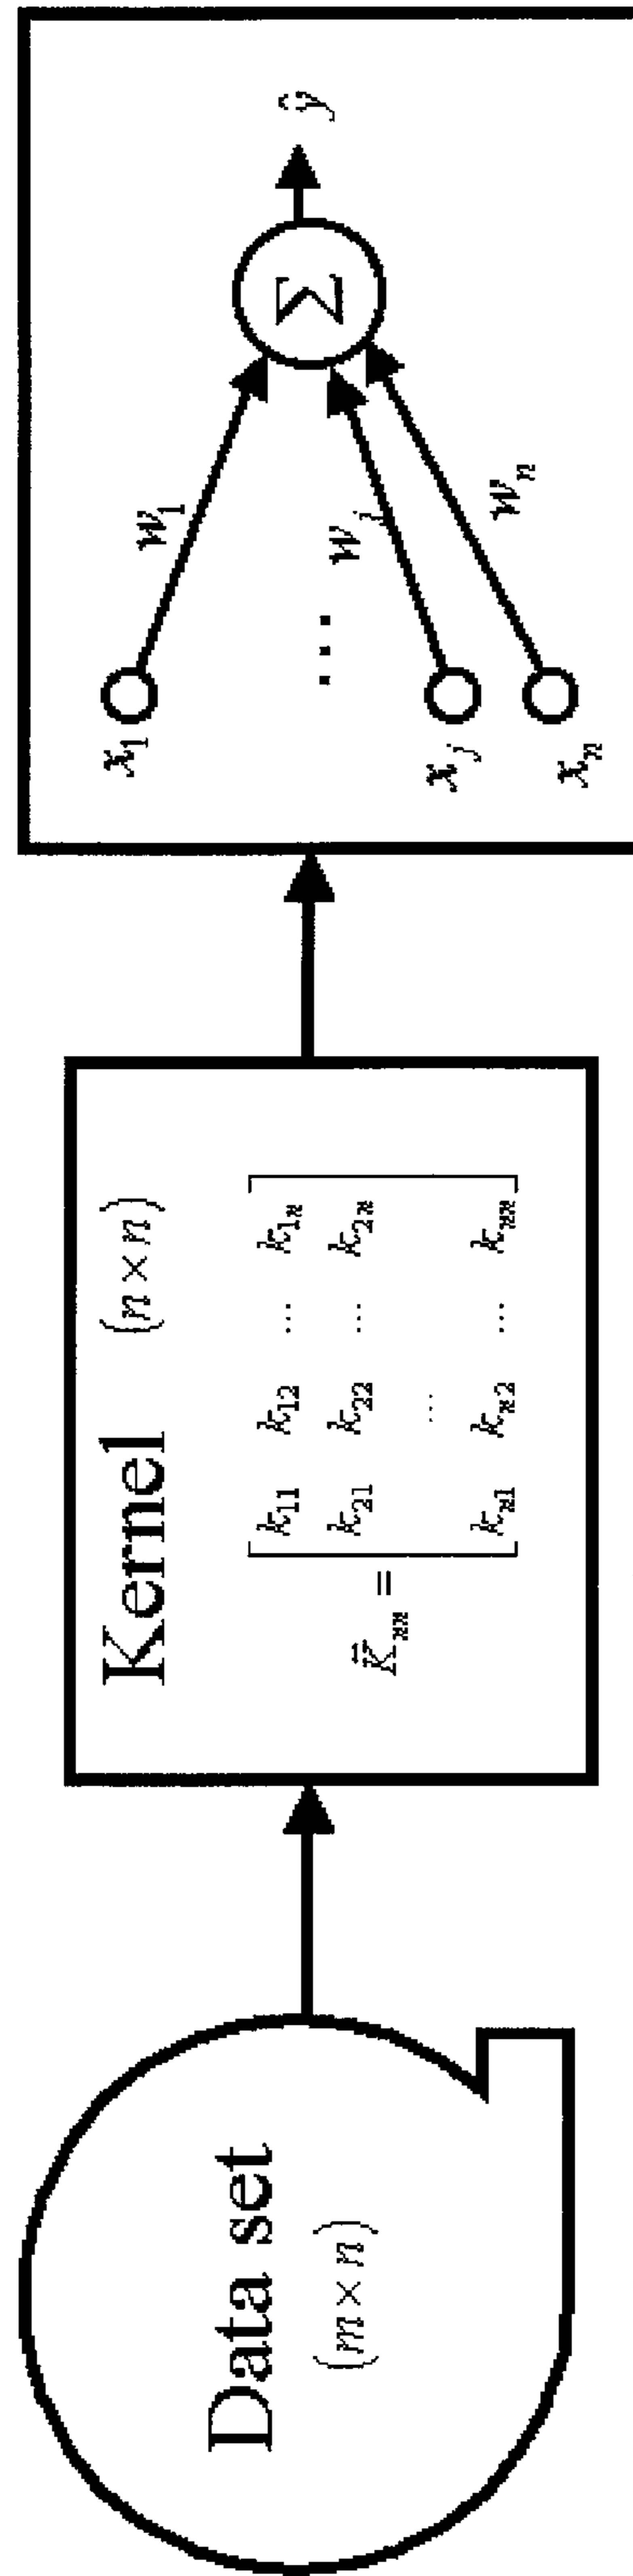 Data set
(m × n)
Kernel (n × n)
K̄ₙₙ =
k₁₁ k₁₂ ... k₁ₙ
k₂₁ k₂₂ ... k₂ₙ
...
kₙ₁ kₙ₂ ... kₙₙ
x₁ w₁
... Σ ŷ
xⱼ wⱼ
xₙ wₙ